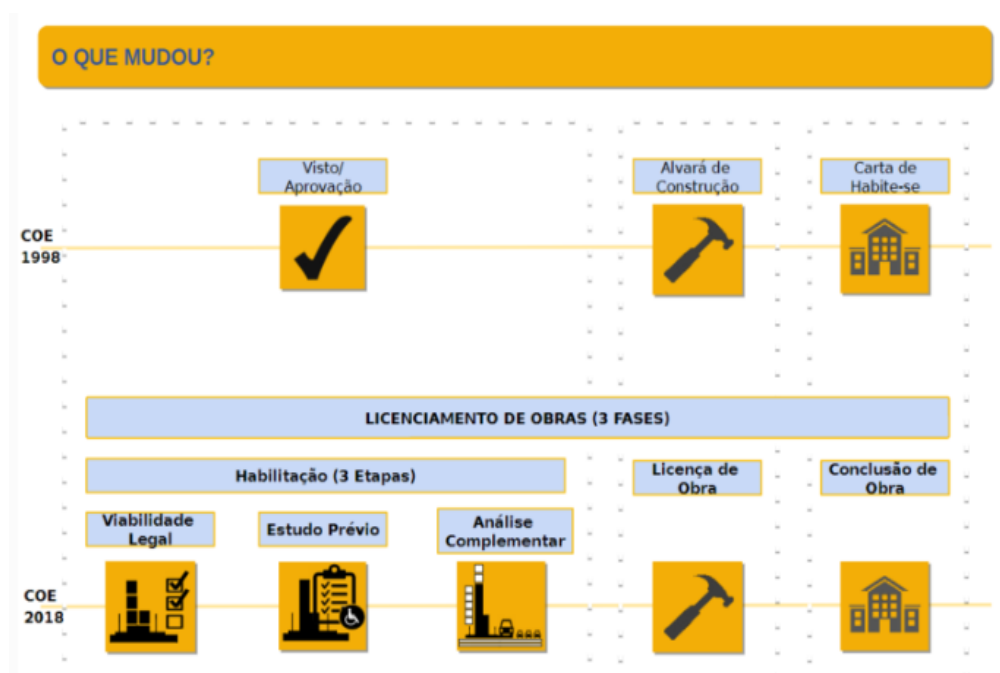 O QUE MUDOU?
Visto/
Aprovação
Alvará de
Construção
Carta de
Habite-se
COE
1998
LICENCIAMENTO DE OBRAS (3 FASES)
Habilitação (3 Etapas)
Licença de
Obra
Conclusão de
Obra
Viabilidade
Legal
Estudo Prévio
Análise
Complementar
COE
2018